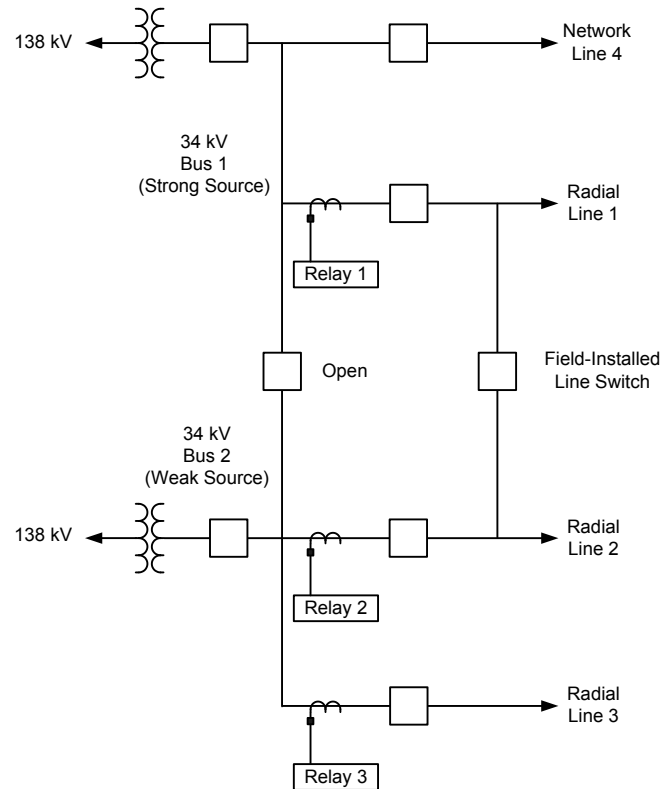 138 kV
Network
Line 4
34 kV
Bus 1
(Strong Source)
Radial
Line 1
Relay 1
Open
Field-Installed
Line Switch
34 kV
Bus 2
(Weak Source)
138 kV
Radial
Line 2
Relay 2
Radial
Line 3
Relay 3